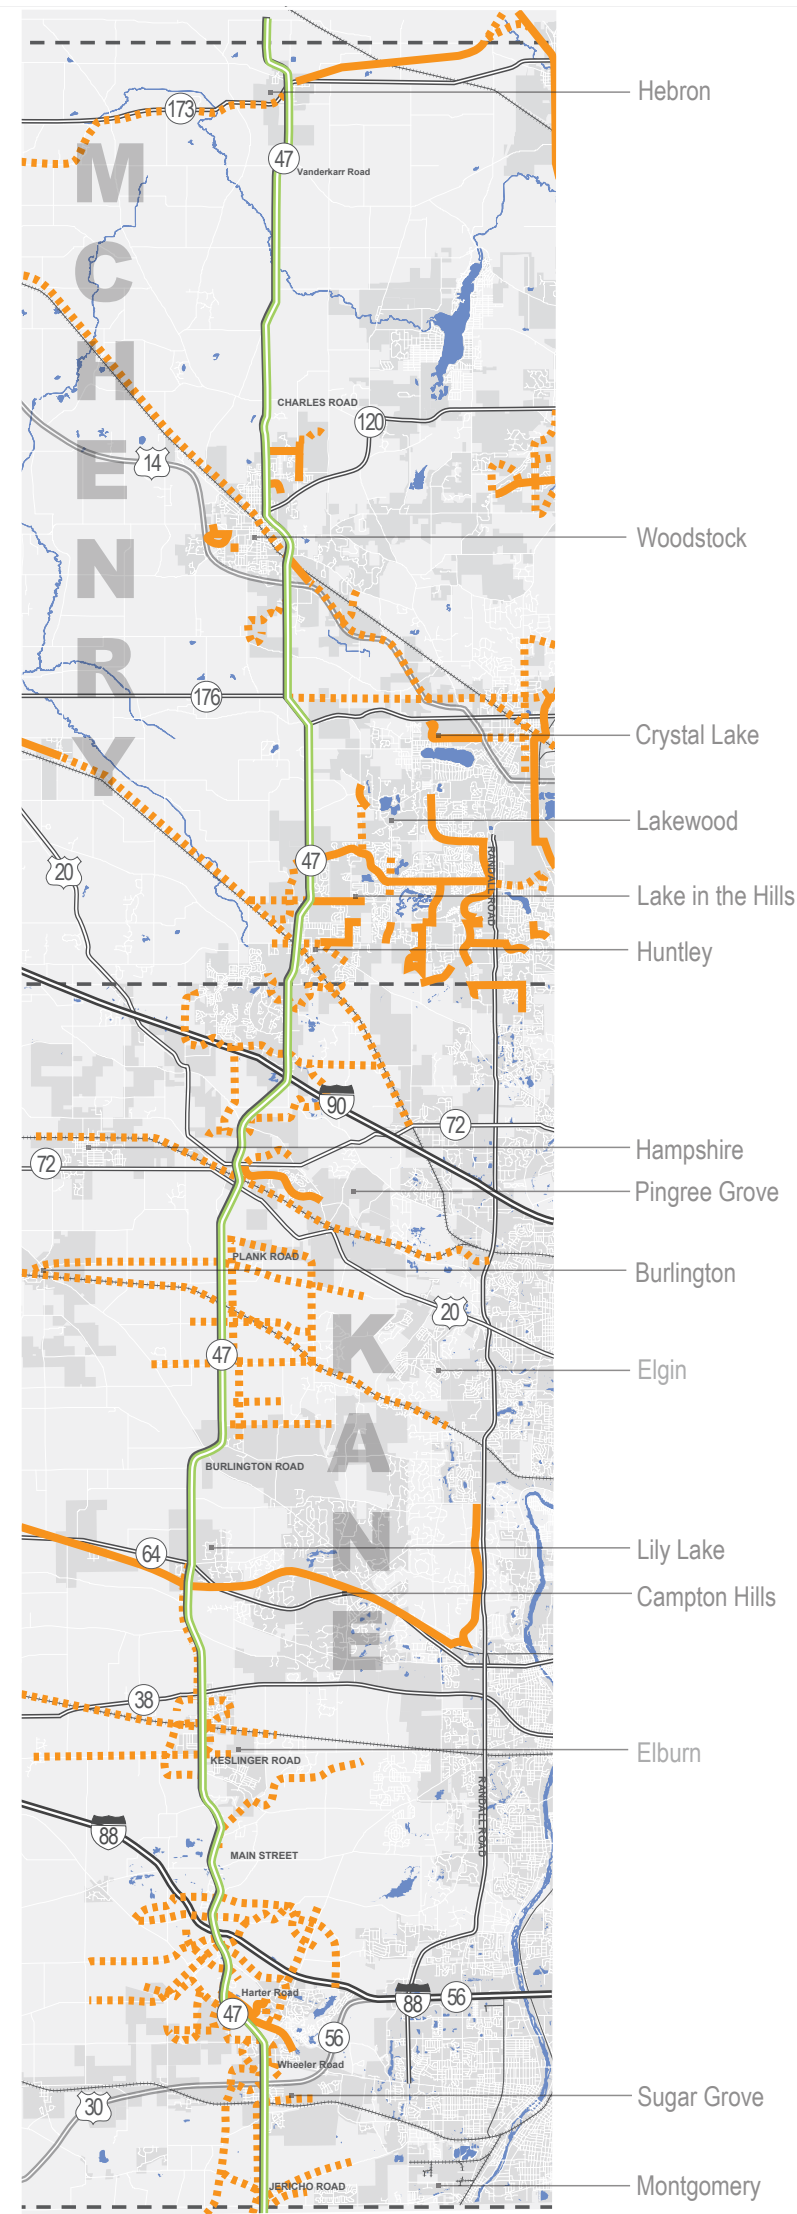 Hebron
173
47
Vanderkarr Road
MCHENRY
CHARLES ROAD
120
14
Woodstock
176
Crystal Lake
Lakewood
RANDALL ROAD
47
20
Lake in the Hills
Huntley
90
72
Hampshire
72
Pingree Grove
PLANK ROAD
Burlington
20
KANE
47
Elgin
BURLINGTON ROAD
Lily Lake
64
Campton Hills
38
Elburn
KESLINGER ROAD
RANDALL ROAD
88
MAIN STREET
Harter Road
88
56
47
56
Wheeler Road
Sugar Grove
30
JERICHO ROAD
Montgomery